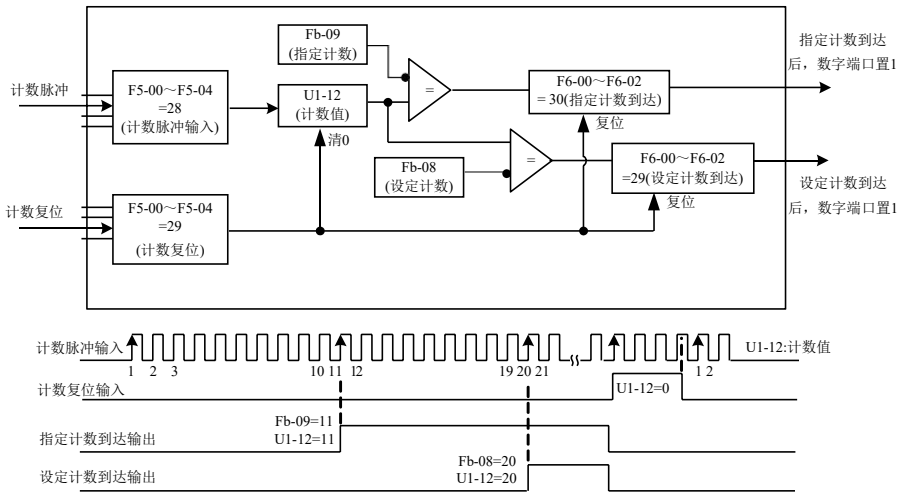 Fb-09
(指定计数)
指定计数到达
后，数字端口置1
计数脉冲
F5-00～F5-04
=28
(计数脉冲输入)
U1-12
(计数值)
=
F6-00～F6-02
= 30(指定计数到达)
复位
清0
Fb-08
(设定计数)
=
F6-00～F6-02
=29(设定计数到达)
复位
设定计数到达
后，数字端口置1
计数复位
F5-00～F5-04
=29
(计数复位)
计数脉冲输入
U1-12:计数值
1 2 3 10 11 12 19 20 21 1 2
计数复位输入
U1-12=0
Fb-09=11
U1-12=11
指定计数到达输出
Fb-08=20
U1-12=20
设定计数到达输出